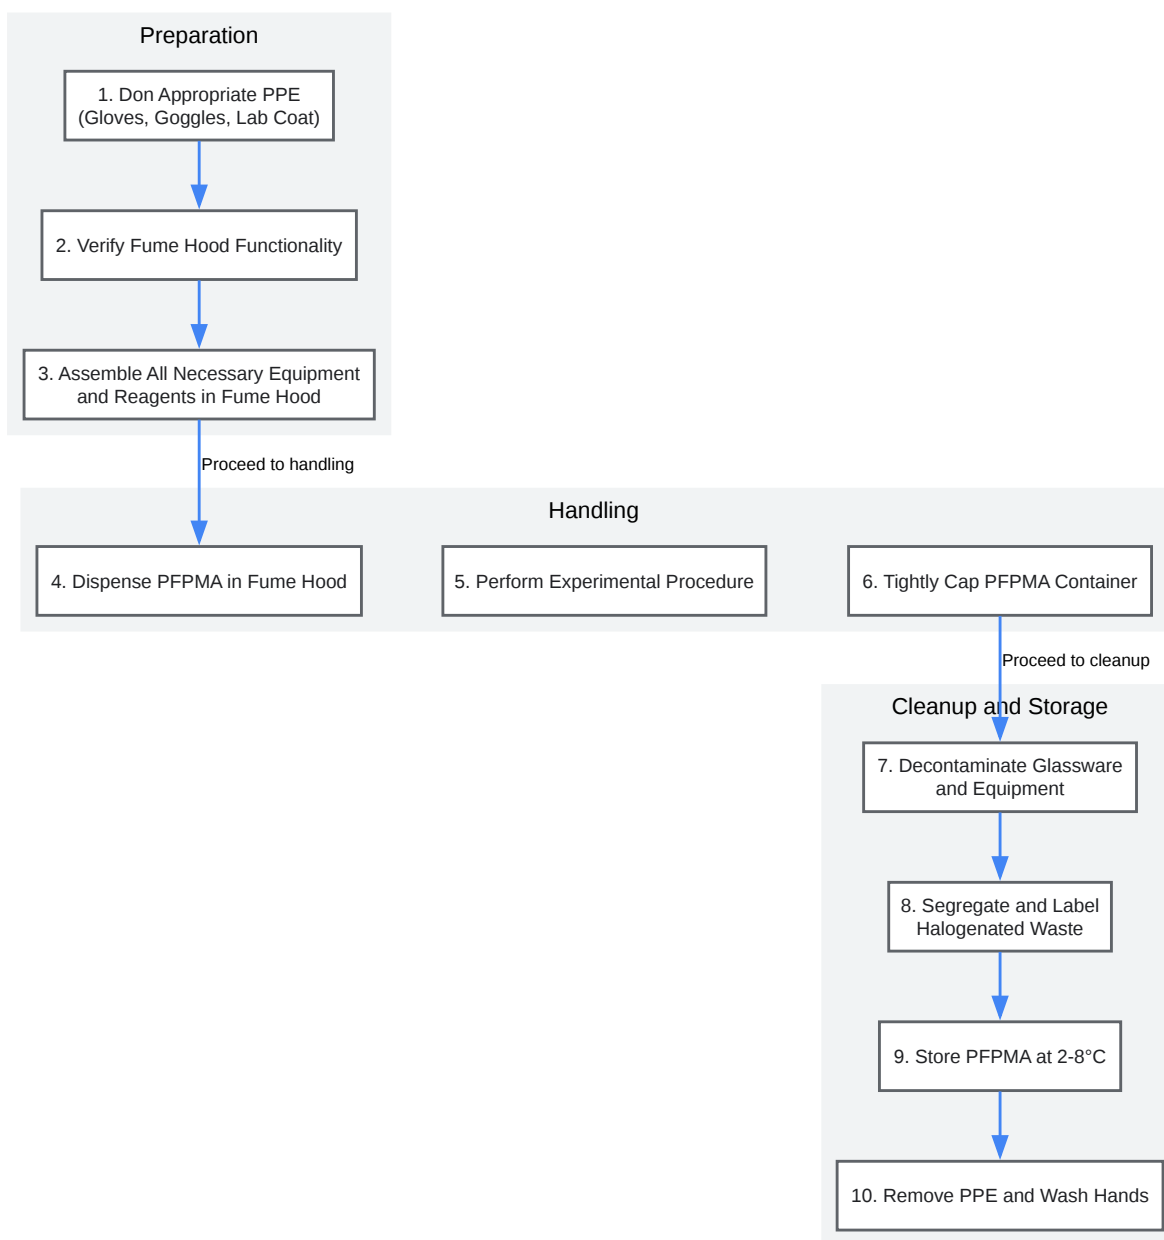 Preparation
1. Don Appropriate PPE
(Gloves, Goggles, Lab Coat)
2. Verify Fume Hood Functionality
3. Assemble All Necessary Equipment
and Reagents in Fume Hood
Proceed to handling
Handling
4. Dispense PFPMA in Fume Hood
5. Perform Experimental Procedure
6. Tightly Cap PFPMA Container
Proceed to cleanup
Cleanup and Storage
7. Decontaminate Glassware
and Equipment
8. Segregate and Label
Halogenated Waste
9. Store PFPMA at 2-8°C
10. Remove PPE and Wash Hands